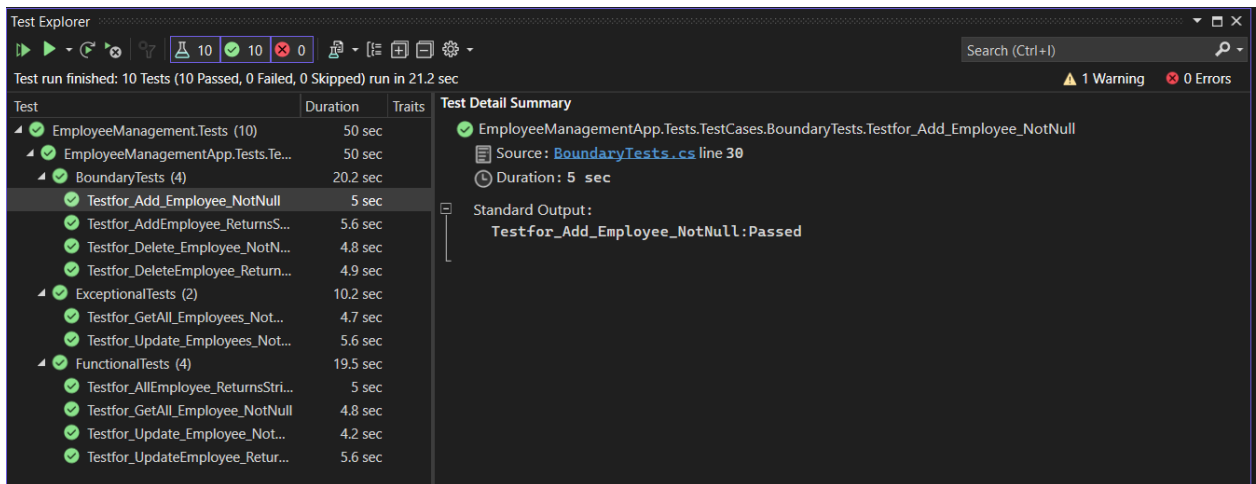 Test Explorer
10 10 0 Search (Ctrl+I)
Test run finished: 10 Tests (10 Passed, 0 Failed, 0 Skipped) run in 21.2 sec 1 Warning 0 Errors
Test Duration Traits
EmployeeManagement.Tests (10) 50 sec
EmployeeManagementApp.Tests.Te... 50 sec
BoundaryTests (4) 20.2 sec
Testfor_Add_Employee_NotNull 5 sec
Testfor_AddEmployee_ReturnsS... 5.6 sec
Testfor_Delete_Employee_NotN... 4.8 sec
Testfor_DeleteEmployee_Return... 4.9 sec
ExceptionalTests (2) 10.2 sec
Testfor_GetAll_Employees_Not... 4.7 sec
Testfor_Update_Employees_Not... 5.6 sec
FunctionalTests (4) 19.5 sec
Testfor_AllEmployee_ReturnsStri... 5 sec
Testfor_GetAll_Employee_NotNull 4.8 sec
Testfor_Update_Employee_Not... 4.2 sec
Testfor_UpdateEmployee_Retur... 5.6 sec
Test Detail Summary
EmployeeManagementApp.Tests.TestCases.BoundaryTests.Testfor_Add_Employee_NotNull
Source: BoundaryTests.cs line 30
Duration: 5 sec
Standard Output:
Testfor_Add_Employee_NotNull:Passed